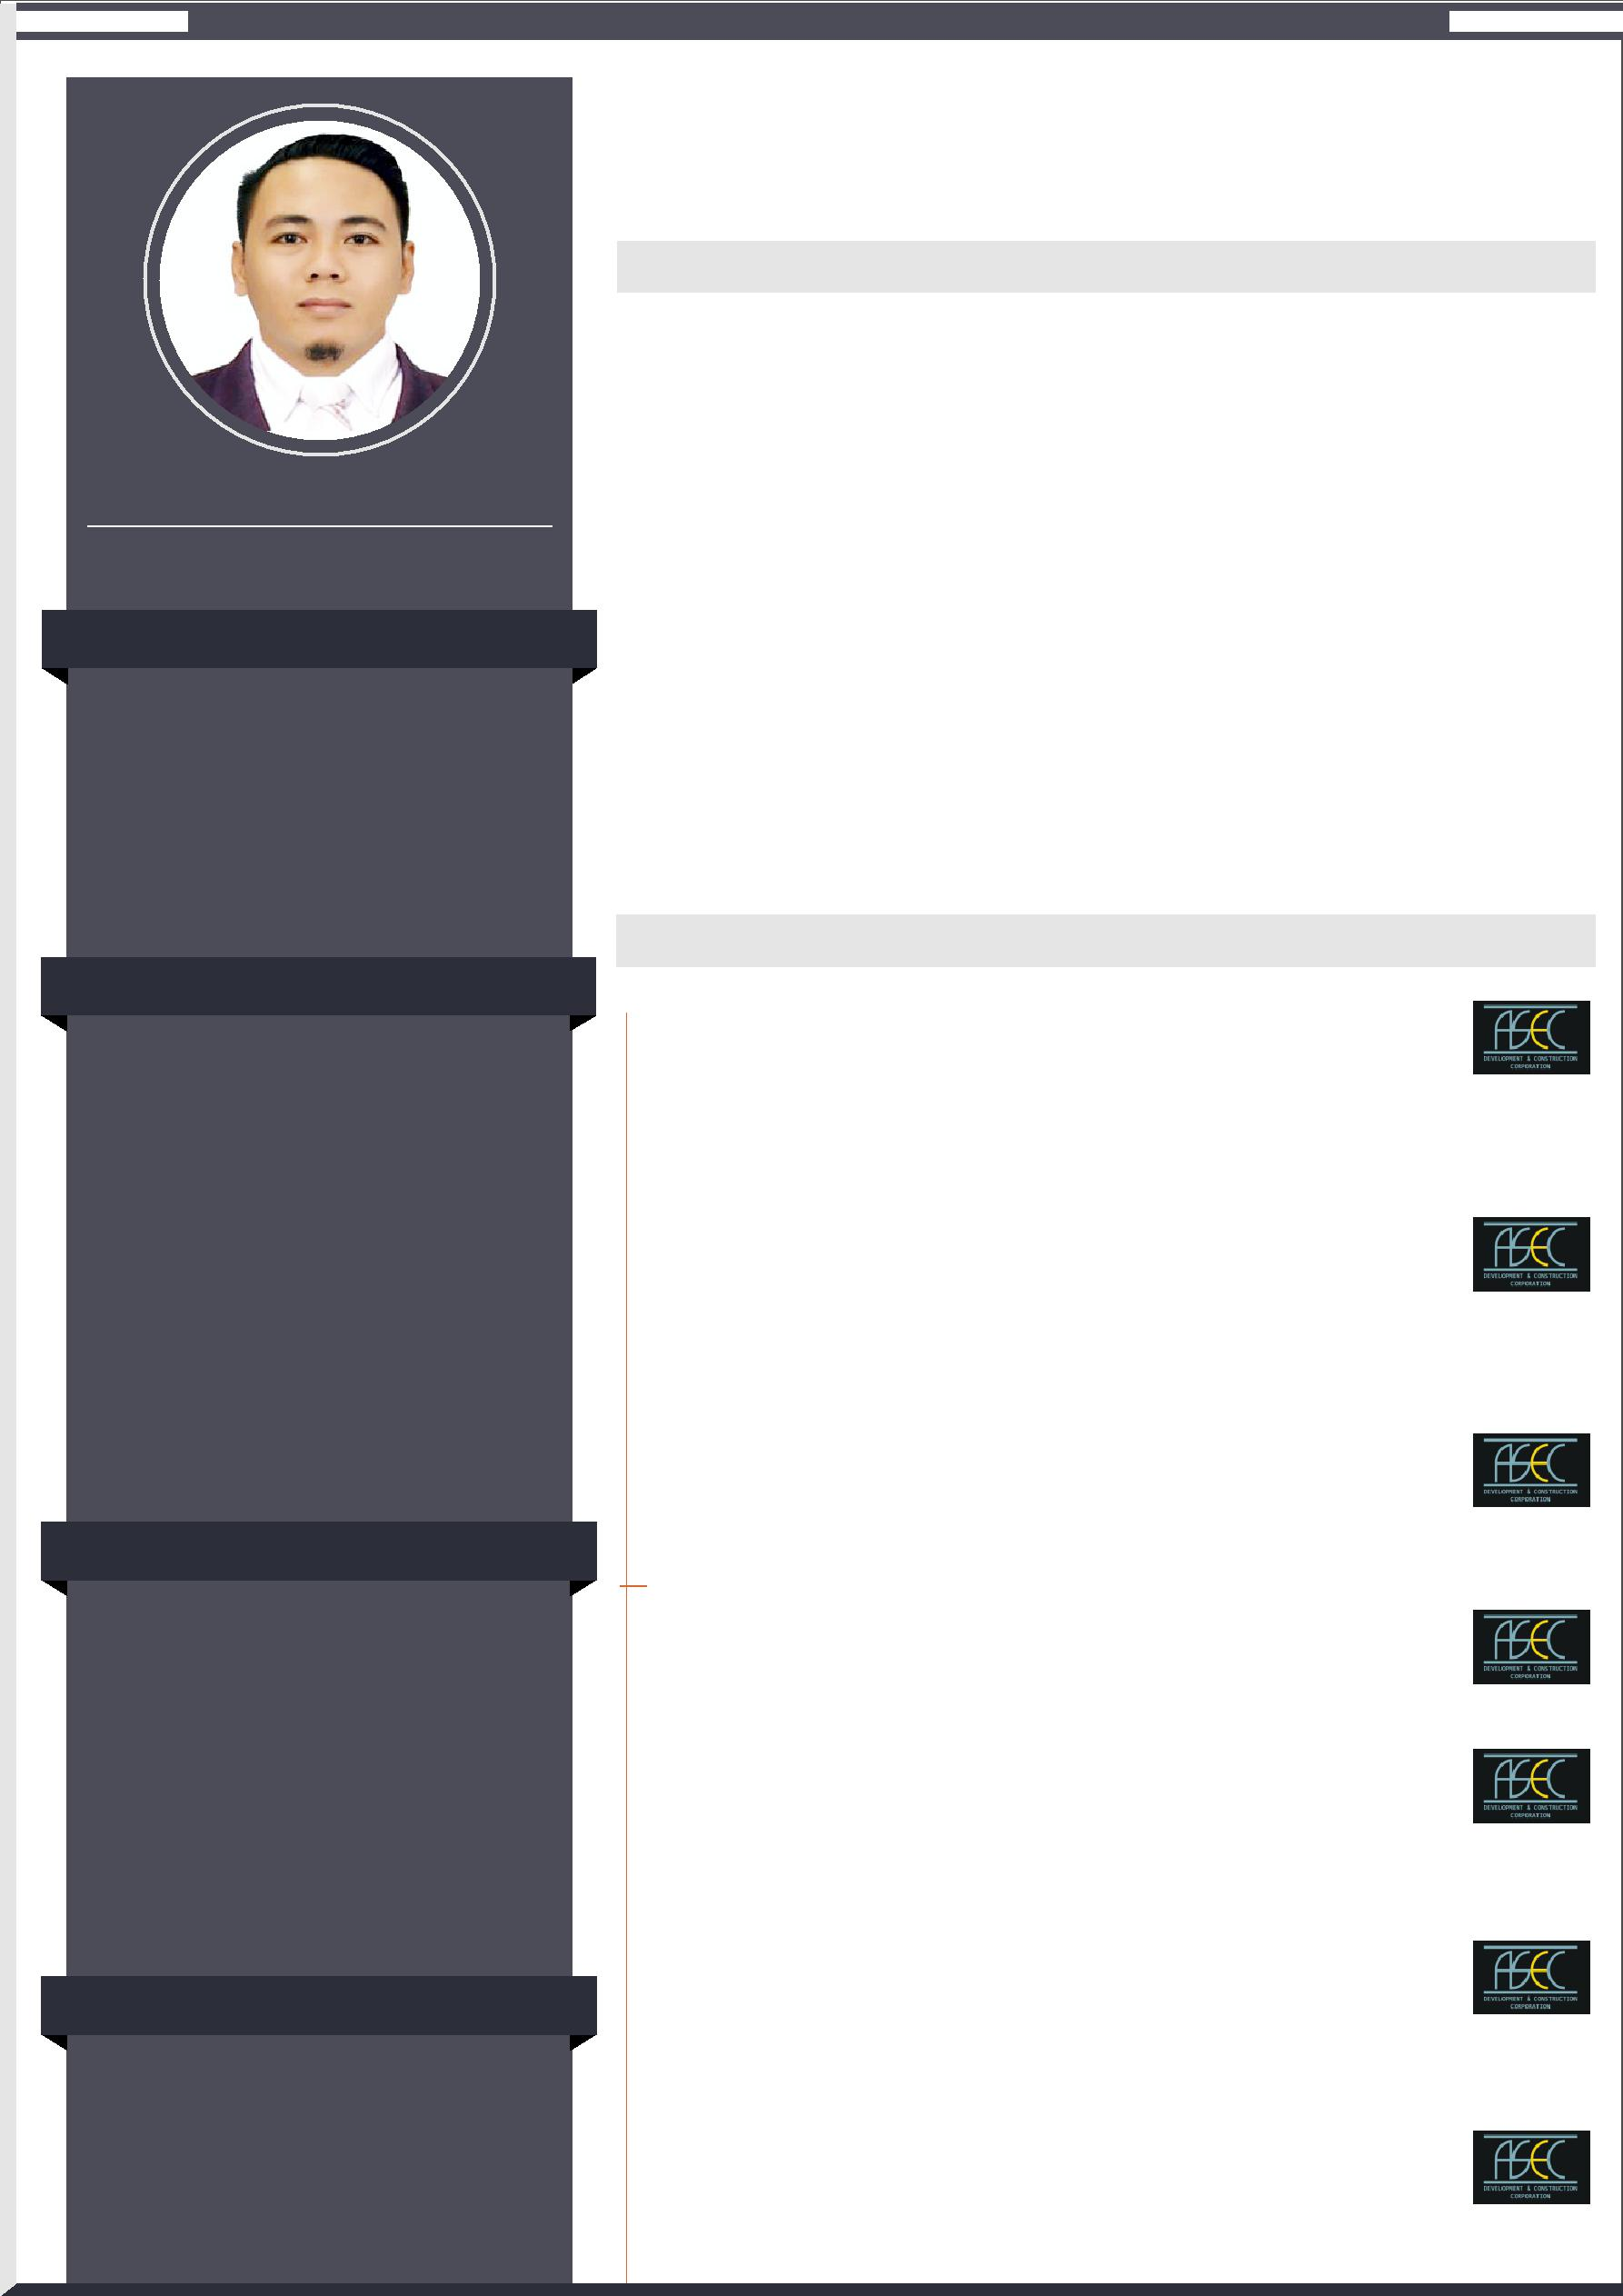 ASEC
DEVELOPMENT & CONSTRUCTION
CORPORATION
ASEC
DEVELOPMENT & CONSTRUCTION
CORPORATION
ASEC
DEVELOPMENT & CONSTRUCTION
CORPORATION
ASEC
DEVELOPMENT & CONSTRUCTION
CORPORATION
ASEC
DEVELOPMENT & CONSTRUCTION
CORPORATION
ASEC
DEVELOPMENT & CONSTRUCTION
CORPORATION
ASEC
DEVELOPMENT & CONSTRUCTION
CORPORATION